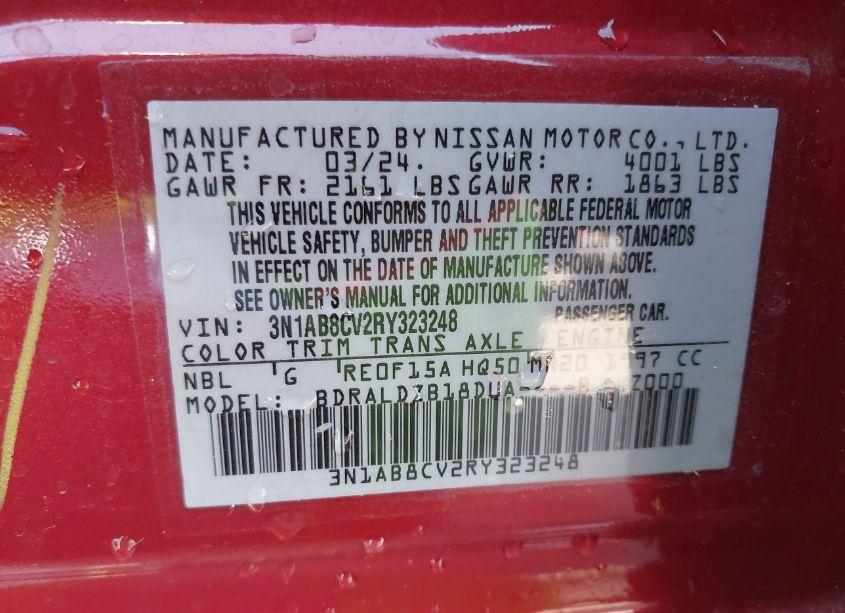 MANUFACTURED BY NISSAN MOTOR CO., LTD.
DATE: 03/24. GVWR: 4001 LBS
GAWR FR: 2161 LBS GAWR RR: 1863 LBS
THIS VEHICLE CONFORMS TO ALL APPLICABLE FEDERAL MOTOR
VEHICLE SAFETY, BUMPER AND THEFT PREVENTION STANDARDS
IN EFFECT ON THE DATE OF MANUFACTURE SHOWN ABOVE.
SEE OWNER'S MANUAL FOR ADDITIONAL INFORMATION.
PASSENGER CAR.
VIN: 3N1AB8CV2RY323248
COLOR TRIM TRANS AXLE ENGINE
NBL G RE0F15A HQ50 MR20 1997 CC
MODEL:
3N1AB8CV2RY323248